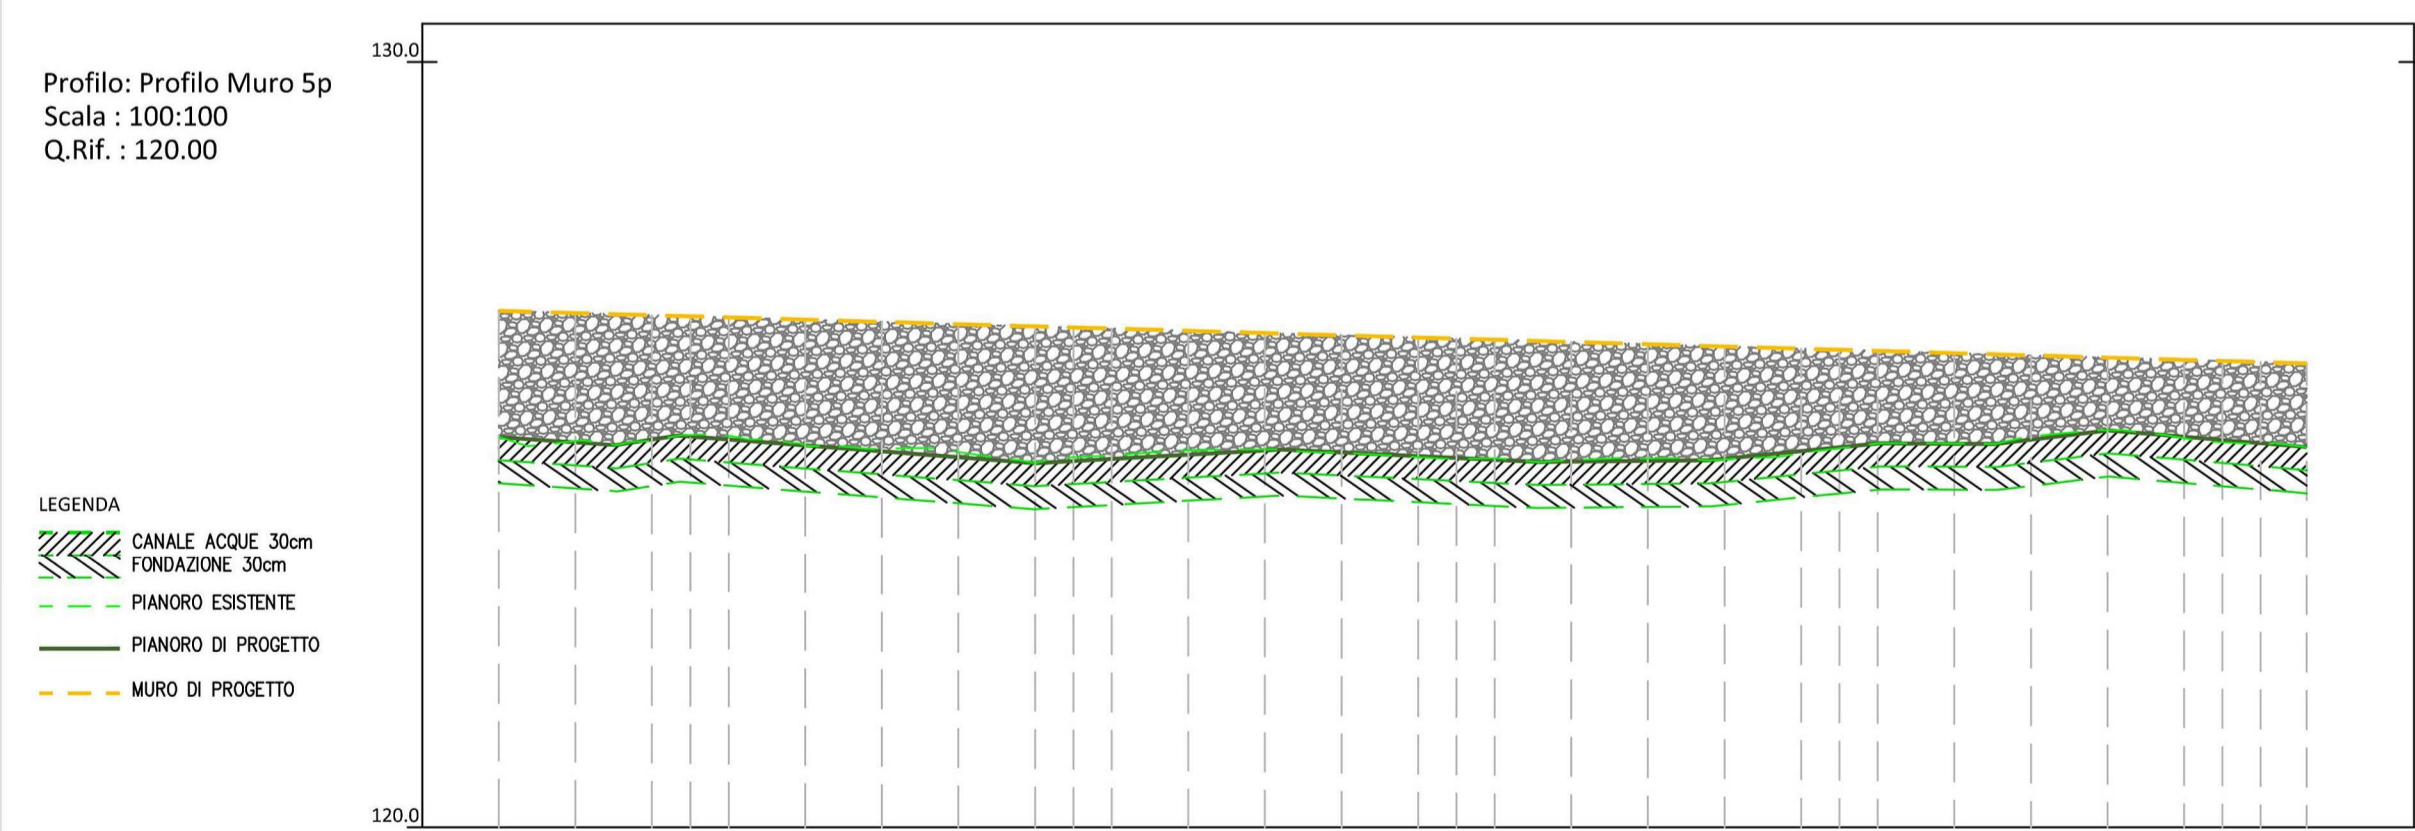 Profilo: Profilo Muro 5p
Scala : 100:100
Q.Rif. : 120.00
130.0
LEGENDA
CANALE ACQUE 30cm
FONDAZIONE 30cm
PIANORO ESISTENTE
PIANORO DI PROGETTO
MURO DI PROGETTO
120.0